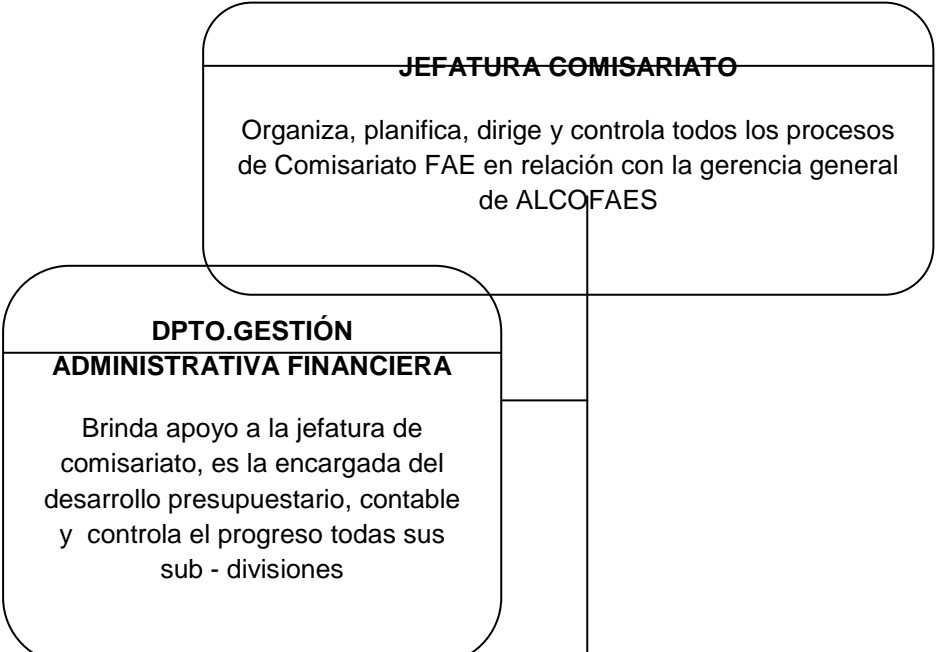 JEFATURA COMISARIATO
Organiza, planifica, dirige y controla todos los procesos
de Comisariato FAE en relación con la gerencia general
de ALCOFAES
DPTO.GESTIÓN
ADMINISTRATIVA FINANCIERA
Brinda apoyo a la jefatura de
comisariato, es la encargada del
desarrollo presupuestario, contable
y  controla el progreso todas sus
sub - divisiones